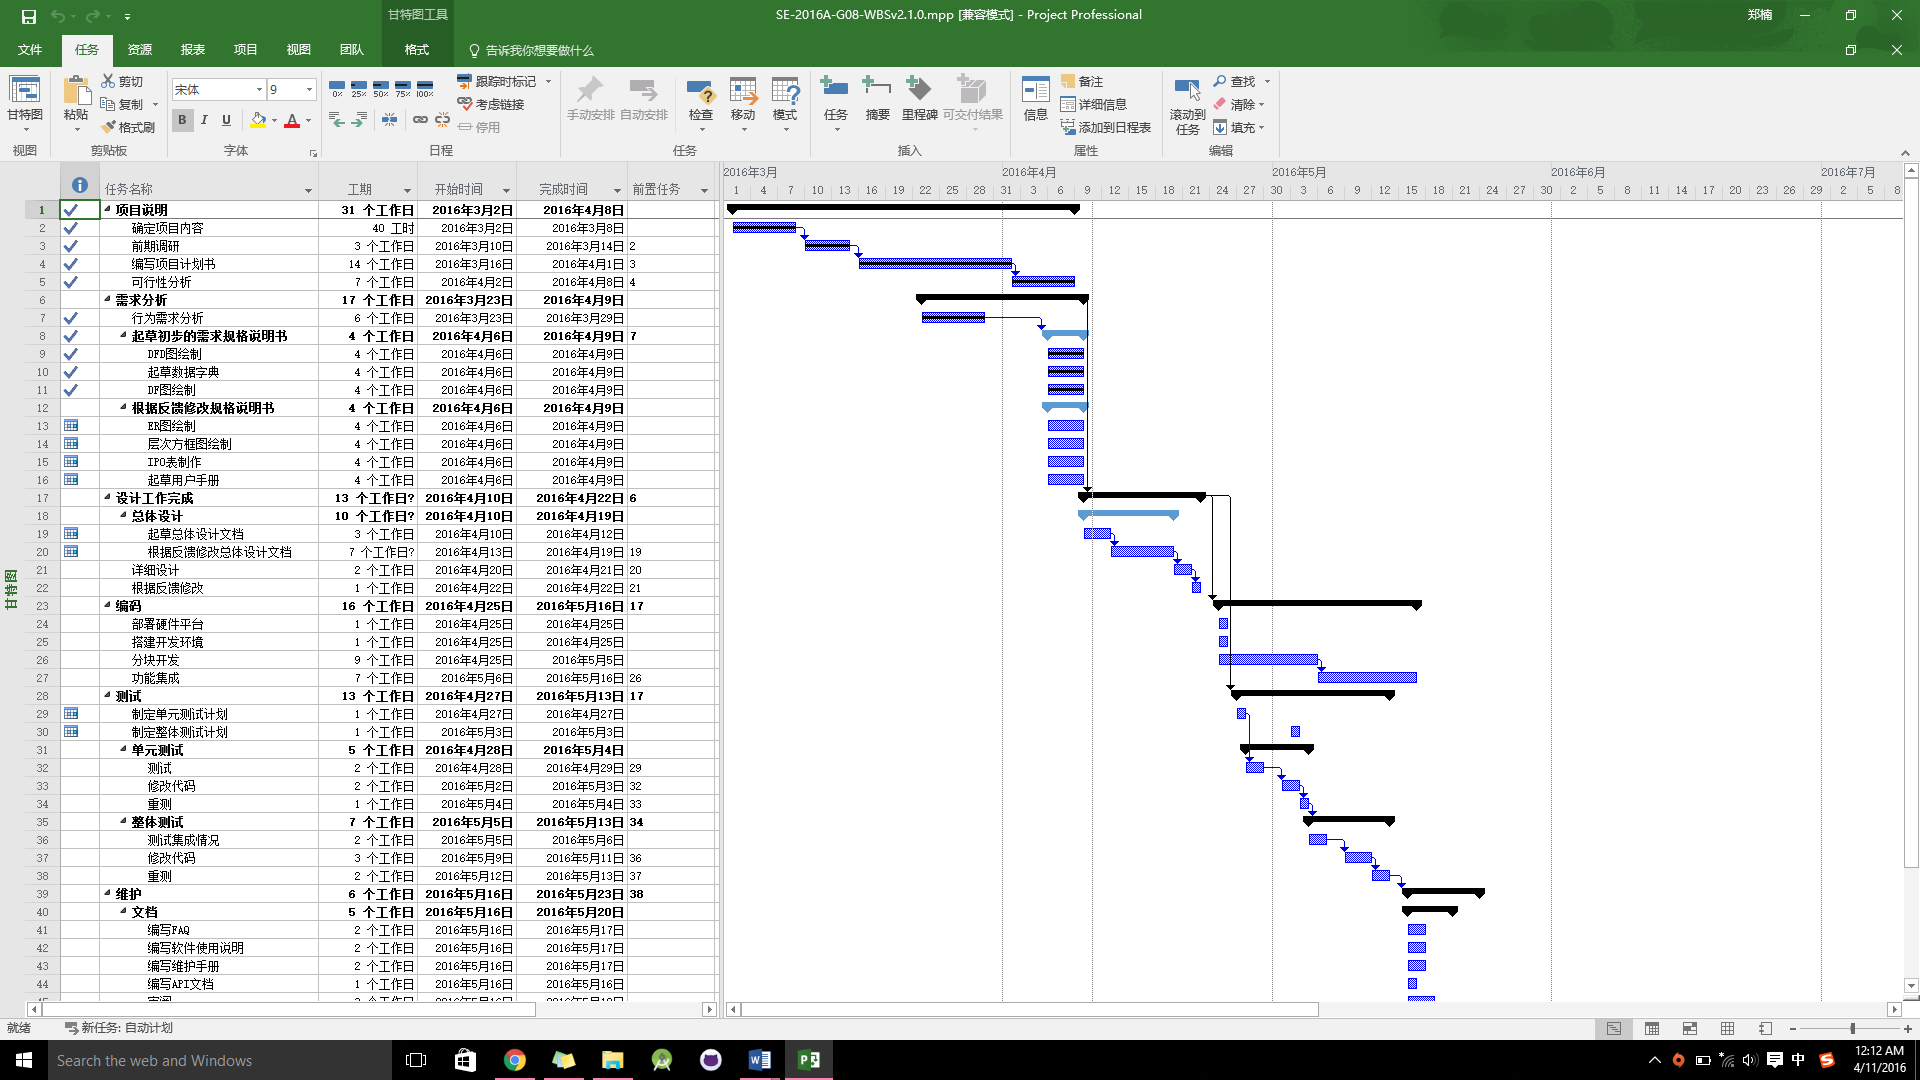 甘特图工具
SE-2016A-G08-WBSv2.1.0.mpp [兼容模式] - Project Professional
郑楠
文件 任务 资源 报表 项目 视图 团队 格式 告诉我你想要做什么
甘特图
视图
粘贴
剪切
复制
格式刷
剪贴板
宋体 9
B I U A
字体
0% 25% 50% 75% 100%
跟踪时标记
考虑链接
停用
日程
手动安排 自动安排
检查 移动 模式
任务
任务 摘要 里程碑 可交付结果
插入
信息
备注
详细信息
添加到日程表
属性
滚动到
任务
查找
清除
填充
编辑
任务名称 工期 开始时间 完成时间 前置任务
2016年3月 2016年4月 2016年5月 2016年6月 2016年7月
1 4 7 10 13 16 19 22 25 28 31 3 6 9 12 15 18 21 24 27 30 3 6 9 12 15 18 21 24 27 30 2 5 8 11 14 17 20 23 26 29 2 5 8
1 项目说明 31 个工作日 2016年3月2日 2016年4月8日
2 确定项目内容 40 工时 2016年3月2日 2016年3月8日
3 前期调研 3 个工作日 2016年3月10日 2016年3月14日 2
4 编写项目计划书 14 个工作日 2016年3月16日 2016年4月1日 3
5 可行性分析 7 个工作日 2016年4月2日 2016年4月8日 4
6 需求分析 17 个工作日 2016年3月23日 2016年4月9日
7 行为需求分析 6 个工作日 2016年3月23日 2016年3月29日
8 起草初步的需求规格说明书 4 个工作日 2016年4月6日 2016年4月9日 7
9 DFD图绘制 4 个工作日 2016年4月6日 2016年4月9日
10 起草数据字典 4 个工作日 2016年4月6日 2016年4月9日
11 DF图绘制 4 个工作日 2016年4月6日 2016年4月9日
12 根据反馈修改规格说明书 4 个工作日 2016年4月6日 2016年4月9日
13 ER图绘制 4 个工作日 2016年4月6日 2016年4月9日
14 层次方框图绘制 4 个工作日 2016年4月6日 2016年4月9日
15 IPO表制作 4 个工作日 2016年4月6日 2016年4月9日
16 起草用户手册 4 个工作日 2016年4月6日 2016年4月9日
17 设计工作完成 13 个工作日? 2016年4月10日 2016年4月22日 6
18 总体设计 10 个工作日? 2016年4月10日 2016年4月19日
19 起草总体设计文档 3 个工作日 2016年4月10日 2016年4月12日
20 根据反馈修改总体设计文档 7 个工作日? 2016年4月13日 2016年4月19日 19
21 详细设计 2 个工作日 2016年4月20日 2016年4月21日 20
22 根据反馈修改 1 个工作日 2016年4月22日 2016年4月22日 21
23 编码 16 个工作日 2016年4月25日 2016年5月16日 17
24 部署硬件平台 1 个工作日 2016年4月25日 2016年4月25日
25 搭建开发环境 1 个工作日 2016年4月25日 2016年4月25日
26 分块开发 9 个工作日 2016年4月25日 2016年5月5日
27 功能集成 7 个工作日 2016年5月6日 2016年5月16日 26
28 测试 13 个工作日 2016年4月27日 2016年5月13日 17
29 制定单元测试计划 1 个工作日 2016年4月27日 2016年4月27日
30 制定整体测试计划 1 个工作日 2016年5月3日 2016年5月3日
31 单元测试 5 个工作日 2016年4月28日 2016年5月4日
32 测试 2 个工作日 2016年4月28日 2016年4月29日 29
33 修改代码 2 个工作日 2016年5月2日 2016年5月3日 32
34 重测 1 个工作日 2016年5月4日 2016年5月4日 33
35 整体测试 7 个工作日 2016年5月5日 2016年5月13日 34
36 测试集成情况 2 个工作日 2016年5月5日 2016年5月6日
37 修改代码 3 个工作日 2016年5月9日 2016年5月11日 36
38 重测 2 个工作日 2016年5月12日 2016年5月13日 37
39 维护 6 个工作日 2016年5月16日 2016年5月23日 38
40 文档 5 个工作日 2016年5月16日 2016年5月20日
41 编写FAQ 2 个工作日 2016年5月16日 2016年5月17日
42 编写软件使用说明 2 个工作日 2016年5月16日 2016年5月17日
43 编写维护手册 2 个工作日 2016年5月16日 2016年5月17日
44 编写API文档 1 个工作日 2016年5月16日 2016年5月16日
甘特图
就绪 新任务: 自动计划
Search the web and Windows
中
12:12 AM
4/11/2016